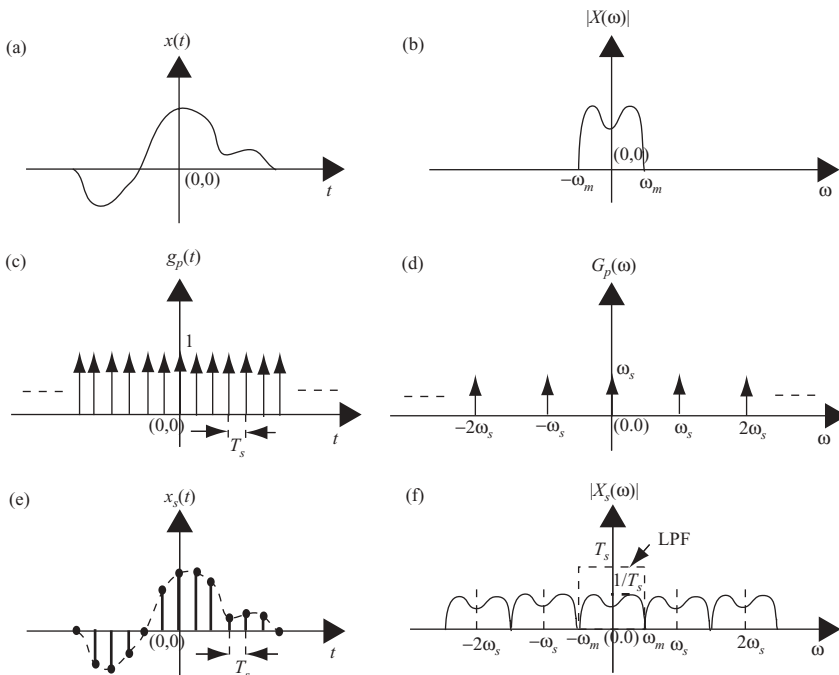 (a)
x(t)
(0,0)
t
(b)
|X(ω)|
(0,0)
−ω_m
ω_m
ω
(c)
g_p(t)
1
(0,0)
T_s
t
(d)
G_p(ω)
ω_s
−2ω_s
−ω_s
(0.0)
ω_s
2ω_s
ω
(e)
x_s(t)
(0,0)
T_s
t
(f)
|X_s(ω)|
T_s
LPF
1/T_s
−2ω_s
−ω_s
−ω_m
(0.0)
ω_m
ω_s
2ω_s
ω